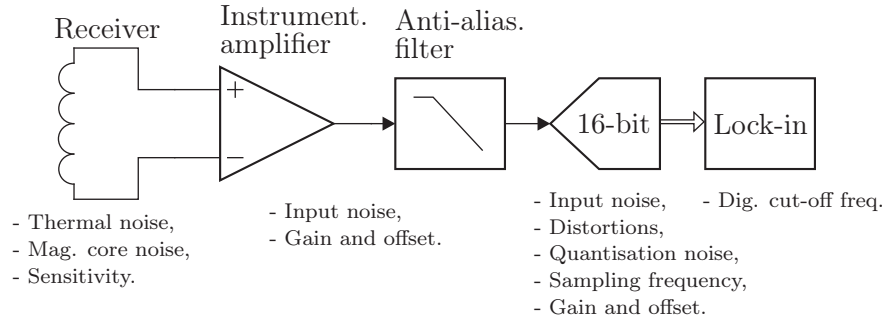 Receiver
Instrument.
amplifier
Anti-alias.
filter
+
−
16-bit
Lock-in
- Thermal noise,
- Mag. core noise,
- Sensitivity.
- Input noise,
- Gain and offset.
- Input noise,
- Distortions,
- Quantisation noise,
- Sampling frequency,
- Gain and offset.
- Dig. cut-off freq.